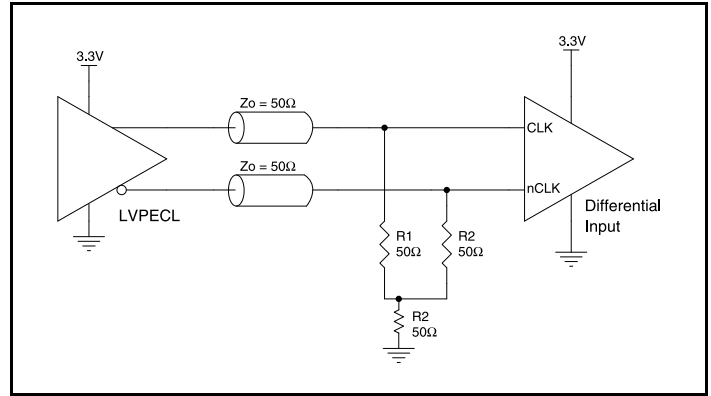 3.3V
3.3V
Zo = 50Ω
CLK
Zo = 50Ω
nCLK
LVPECL
Differential
Input
R1
50Ω
R2
50Ω
R2
50Ω